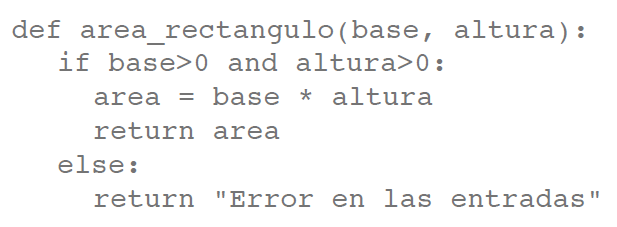 def area_rectangulo(base, altura):
   if base>0 and altura>0:
     area = base * altura
     return area
   else:
     return "Error en las entradas"